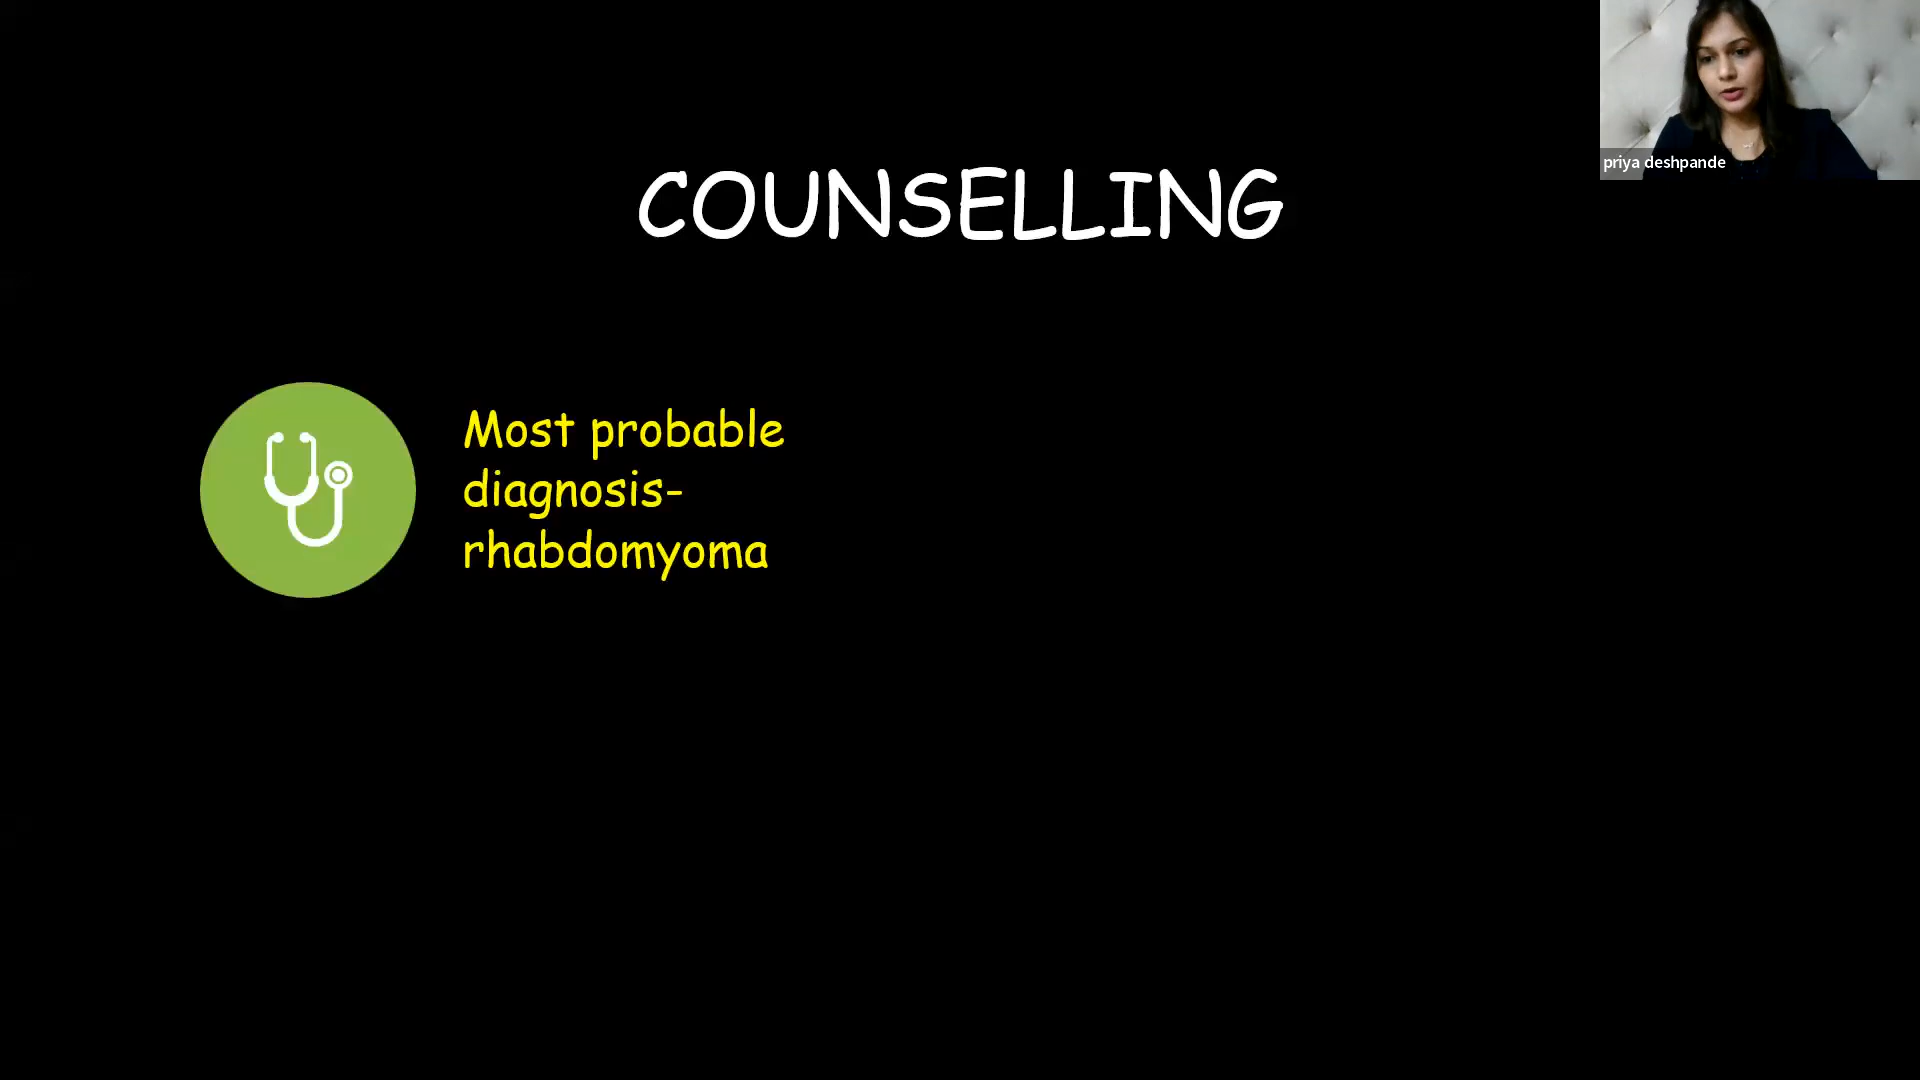 COUNSELLING
Most probable
diagnosis-
rhabdomyoma
priya deshpande